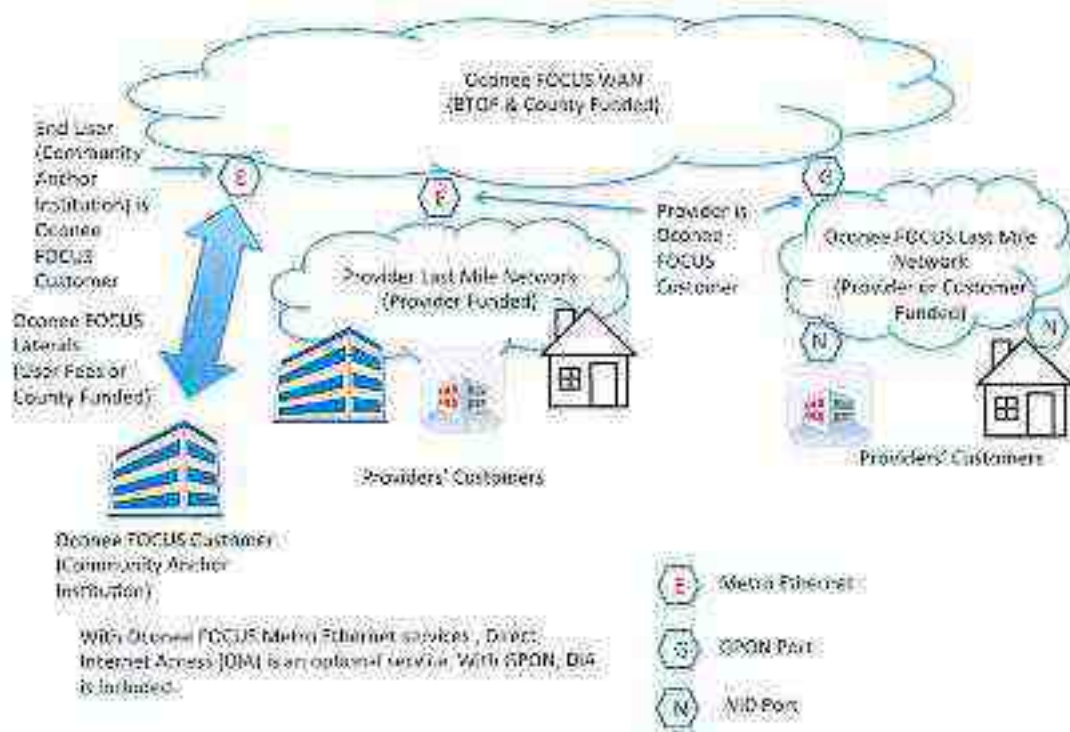 Oconee FOCUS WAN
(BTOP & County Funded)
End User
(Community
Anchor
Institution) is
Oconee
FOCUS
Customer
E
E
G
Provider is
Oconee
FOCUS
Customer
Oconee FOCUS Last Mile
Network
(Provider or Customer
Funded)
Provider Last Mile Network
(Provider Funded)
N
N
Oconee FOCUS
Laterals
(User Fees or
County Funded)
Providers' Customers
Providers' Customers
Oconee FOCUS Customer
(Community Anchor
Institution)
E Metro Ethernet
G GPON Port
N NID Port
With Oconee FOCUS Metro Ethernet services, Direct
Internet Access (DIA) is an optional service. With GPON, DIA
is included.